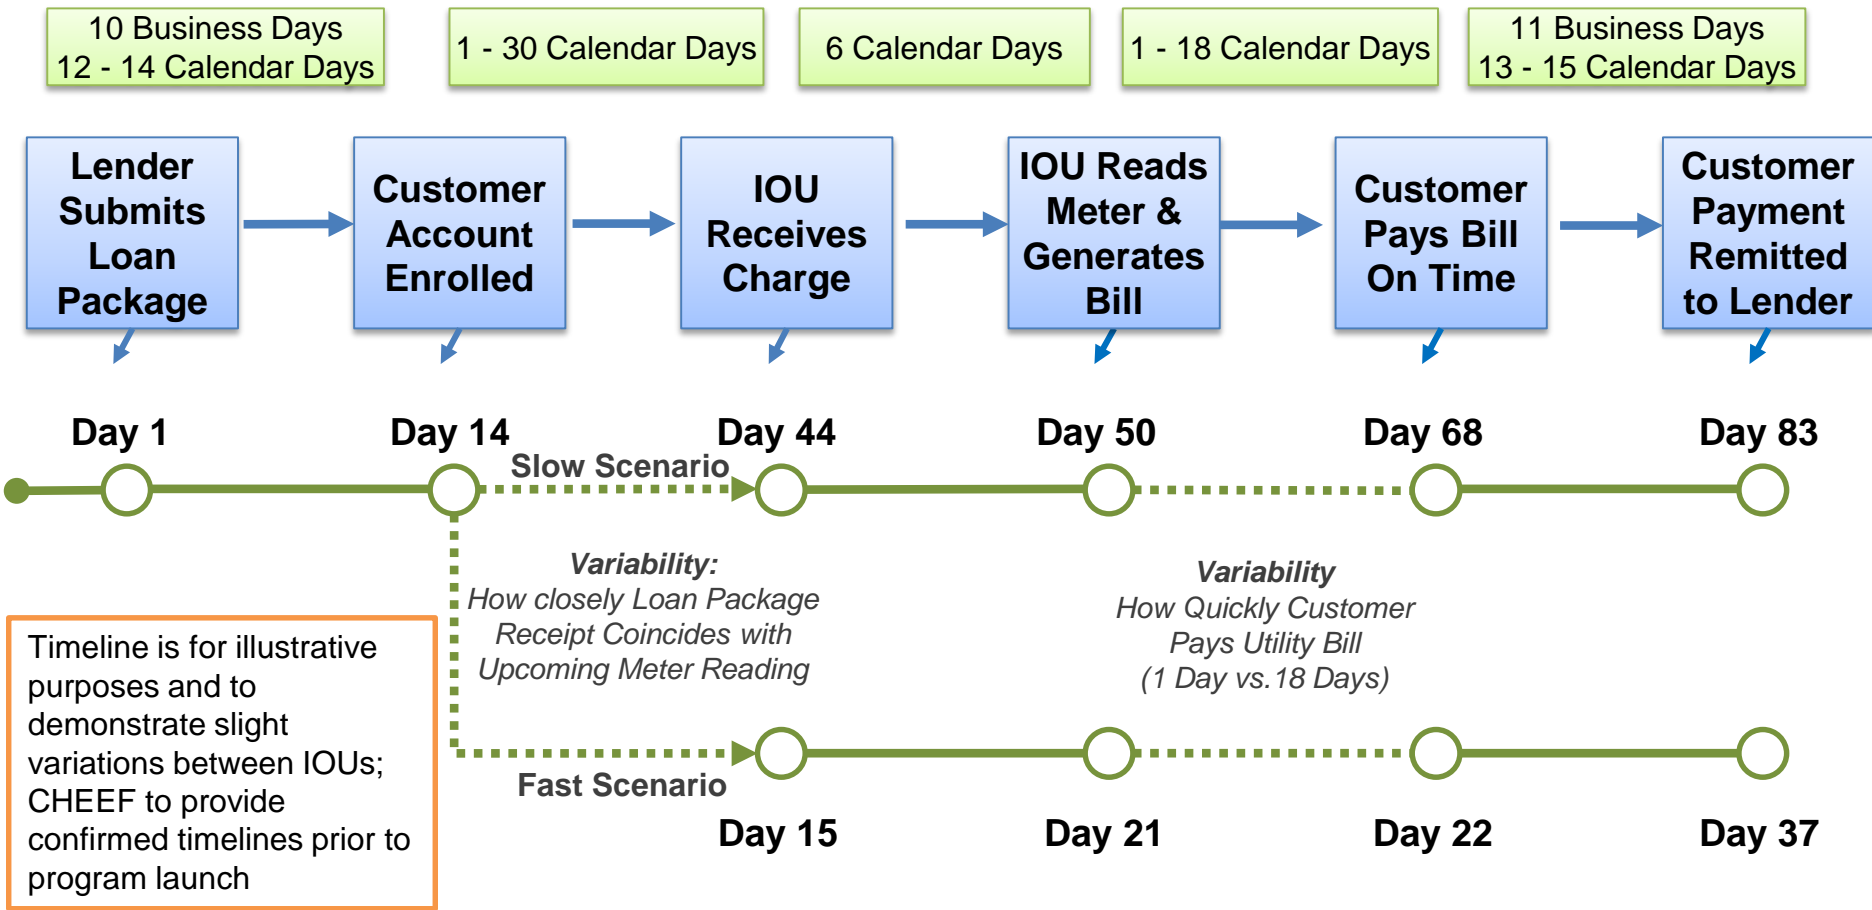 10 Business Days
12 - 14 Calendar Days
1 - 30 Calendar Days
6 Calendar Days
1 - 18 Calendar Days
11 Business Days
13 - 15 Calendar Days
Lender
Submits
Loan
Package
Customer
Account
Enrolled
IOU
Receives
Charge
IOU Reads
Meter &
Generates
Bill
Customer
Pays Bill
On Time
Customer
Payment
Remitted
to Lender
Day 1
Day 14
Day 44
Day 50
Day 68
Day 83
Slow Scenario
Variability:
How closely Loan Package
Receipt Coincides with
Upcoming Meter Reading
Variability
How Quickly Customer
Pays Utility Bill
(1 Day vs.18 Days)
Timeline is for illustrative
purposes and to
demonstrate slight
variations between IOUs;
CHEEF to provide
confirmed timelines prior to
program launch
Fast Scenario
Day 15
Day 21
Day 22
Day 37